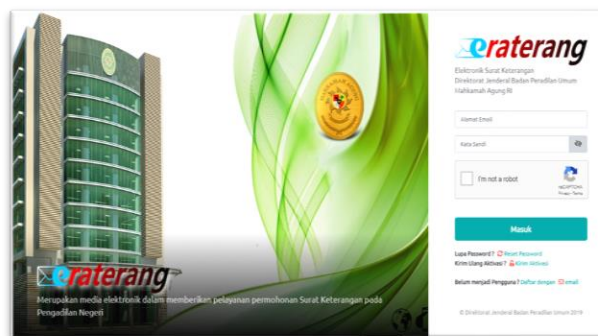 eraterang
Merupakan media elektronik dalam memberikan pelayanan permohonan Surat Keterangan pada
Pengadilan Negeri
eraterang
Elektronik Surat Keterangan
Direktorat Jenderal Badan Peradilan Umum
Mahkamah Agung RI
Alamat Email
Kata Sandi
I'm not a robot
reCAPTCHA
Privacy - Terms
Masuk
Lupa Password ? Reset Password
Kirim Ulang Aktivasi ? Kirim Aktivasi
Belum menjadi Pengguna ? Daftar dengan email
© Direktorat Jenderal Badan Peradilan Umum 2019